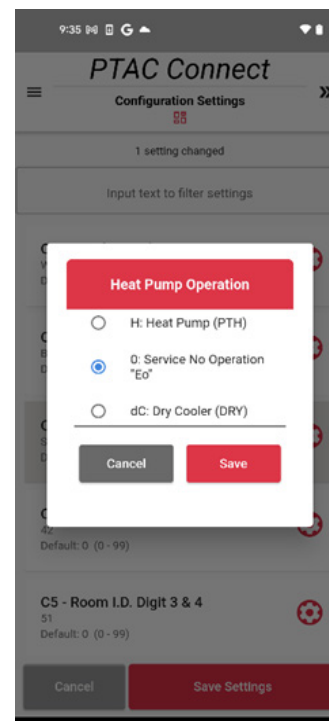 9:35
G
PTAC Connect
Configuration Settings
1 setting changed
Input text to filter settings
Heat Pump Operation
H: Heat Pump (PTH)
0: Service No Operation
"Eo"
dC: Dry Cooler (DRY)
Cancel
Save
42
Default: 0 (0 - 99)
C5 - Room I.D. Digit 3 & 4
51
Default: 0 (0 - 99)
Cancel
Save Settings